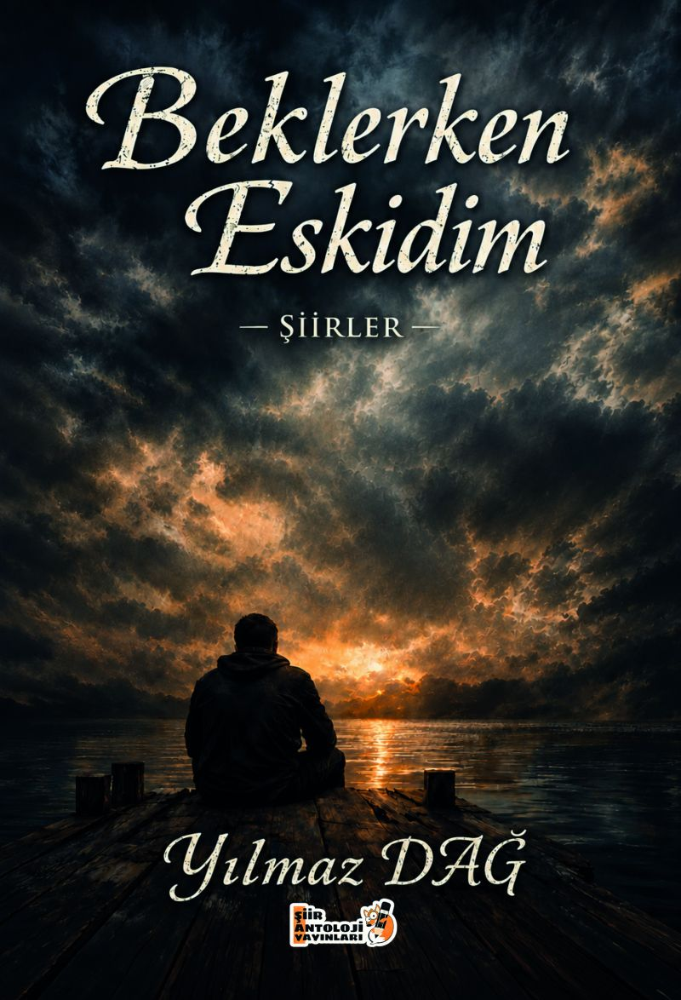 Beklerken
Eskidim
— ŞİİRLER —
Yılmaz DAĞ
ŞİİR
ANTOLOJİ
YAYINLARI